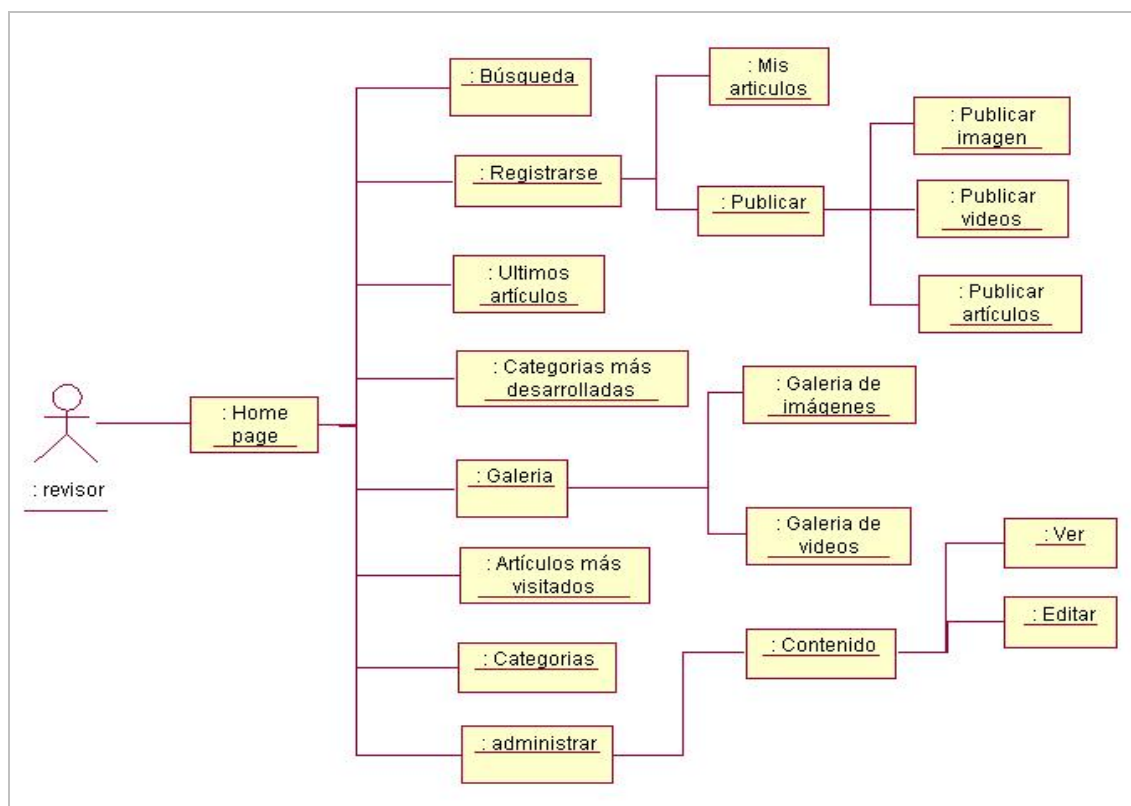 : Búsqueda
: Mis
articulos
: Publicar
imagen
: Registrarse
: Publicar
: Publicar
videos
: Ultimos
artículos
: Publicar
artículos
: Categorias más
desarrolladas
: Galeria de
imágenes
: Home
page
: revisor
: Galeria
: Galeria de
videos
: Ver
: Artículos más
visitados
: Editar
: Categorias
: Contenido
: administrar